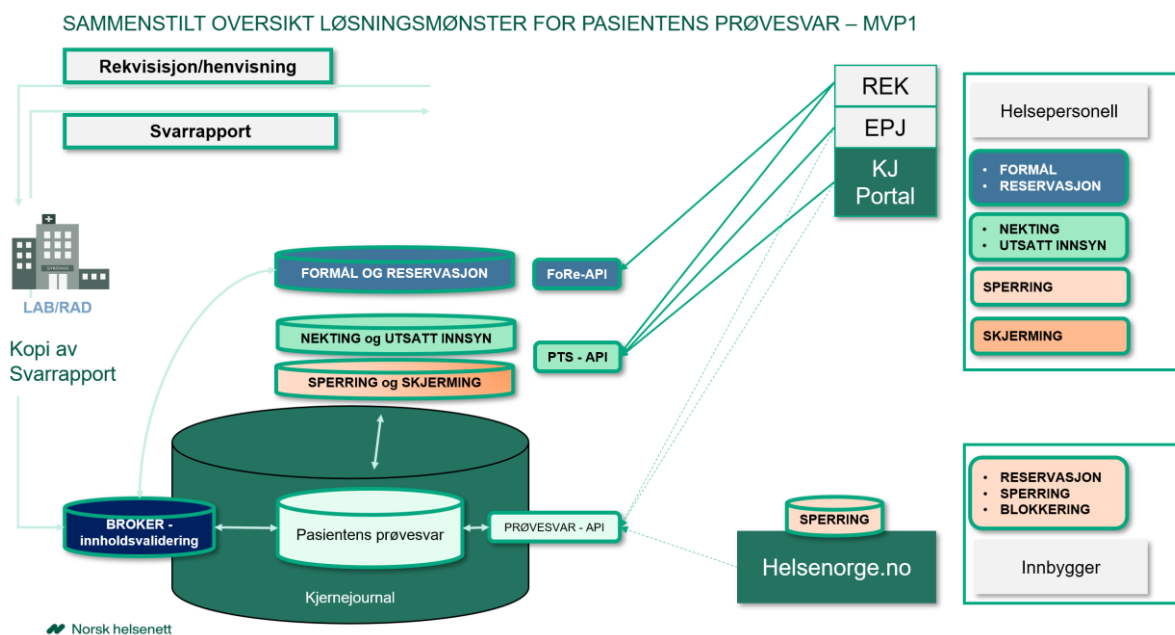 SAMMENSTILT OVERSIKT LØSNINGSMØNSTER FOR PASIENTENS PRØVESVAR – MVP1
Rekvisisjon/henvisning
Svarrapport
LAB/RAD
Kopi av
Svarrapport
FORMÅL OG RESERVASJON
FoRe-API
NEKTING og UTSATT INNSYN
PTS - API
SPERRING og SKJERMING
BROKER -
innholdsvalidering
Pasientens prøvesvar
PRØVESVAR - API
Kjernejournal
REK
EPJ
KJ
Portal
SPERRING
Helsenorge.no
Helsepersonell
• FORMÅL
• RESERVASJON
• NEKTING
• UTSATT INNSYN
SPERRING
SKJERMING
• RESERVASJON
• SPERRING
• BLOKKERING
Innbygger
Norsk helsenett